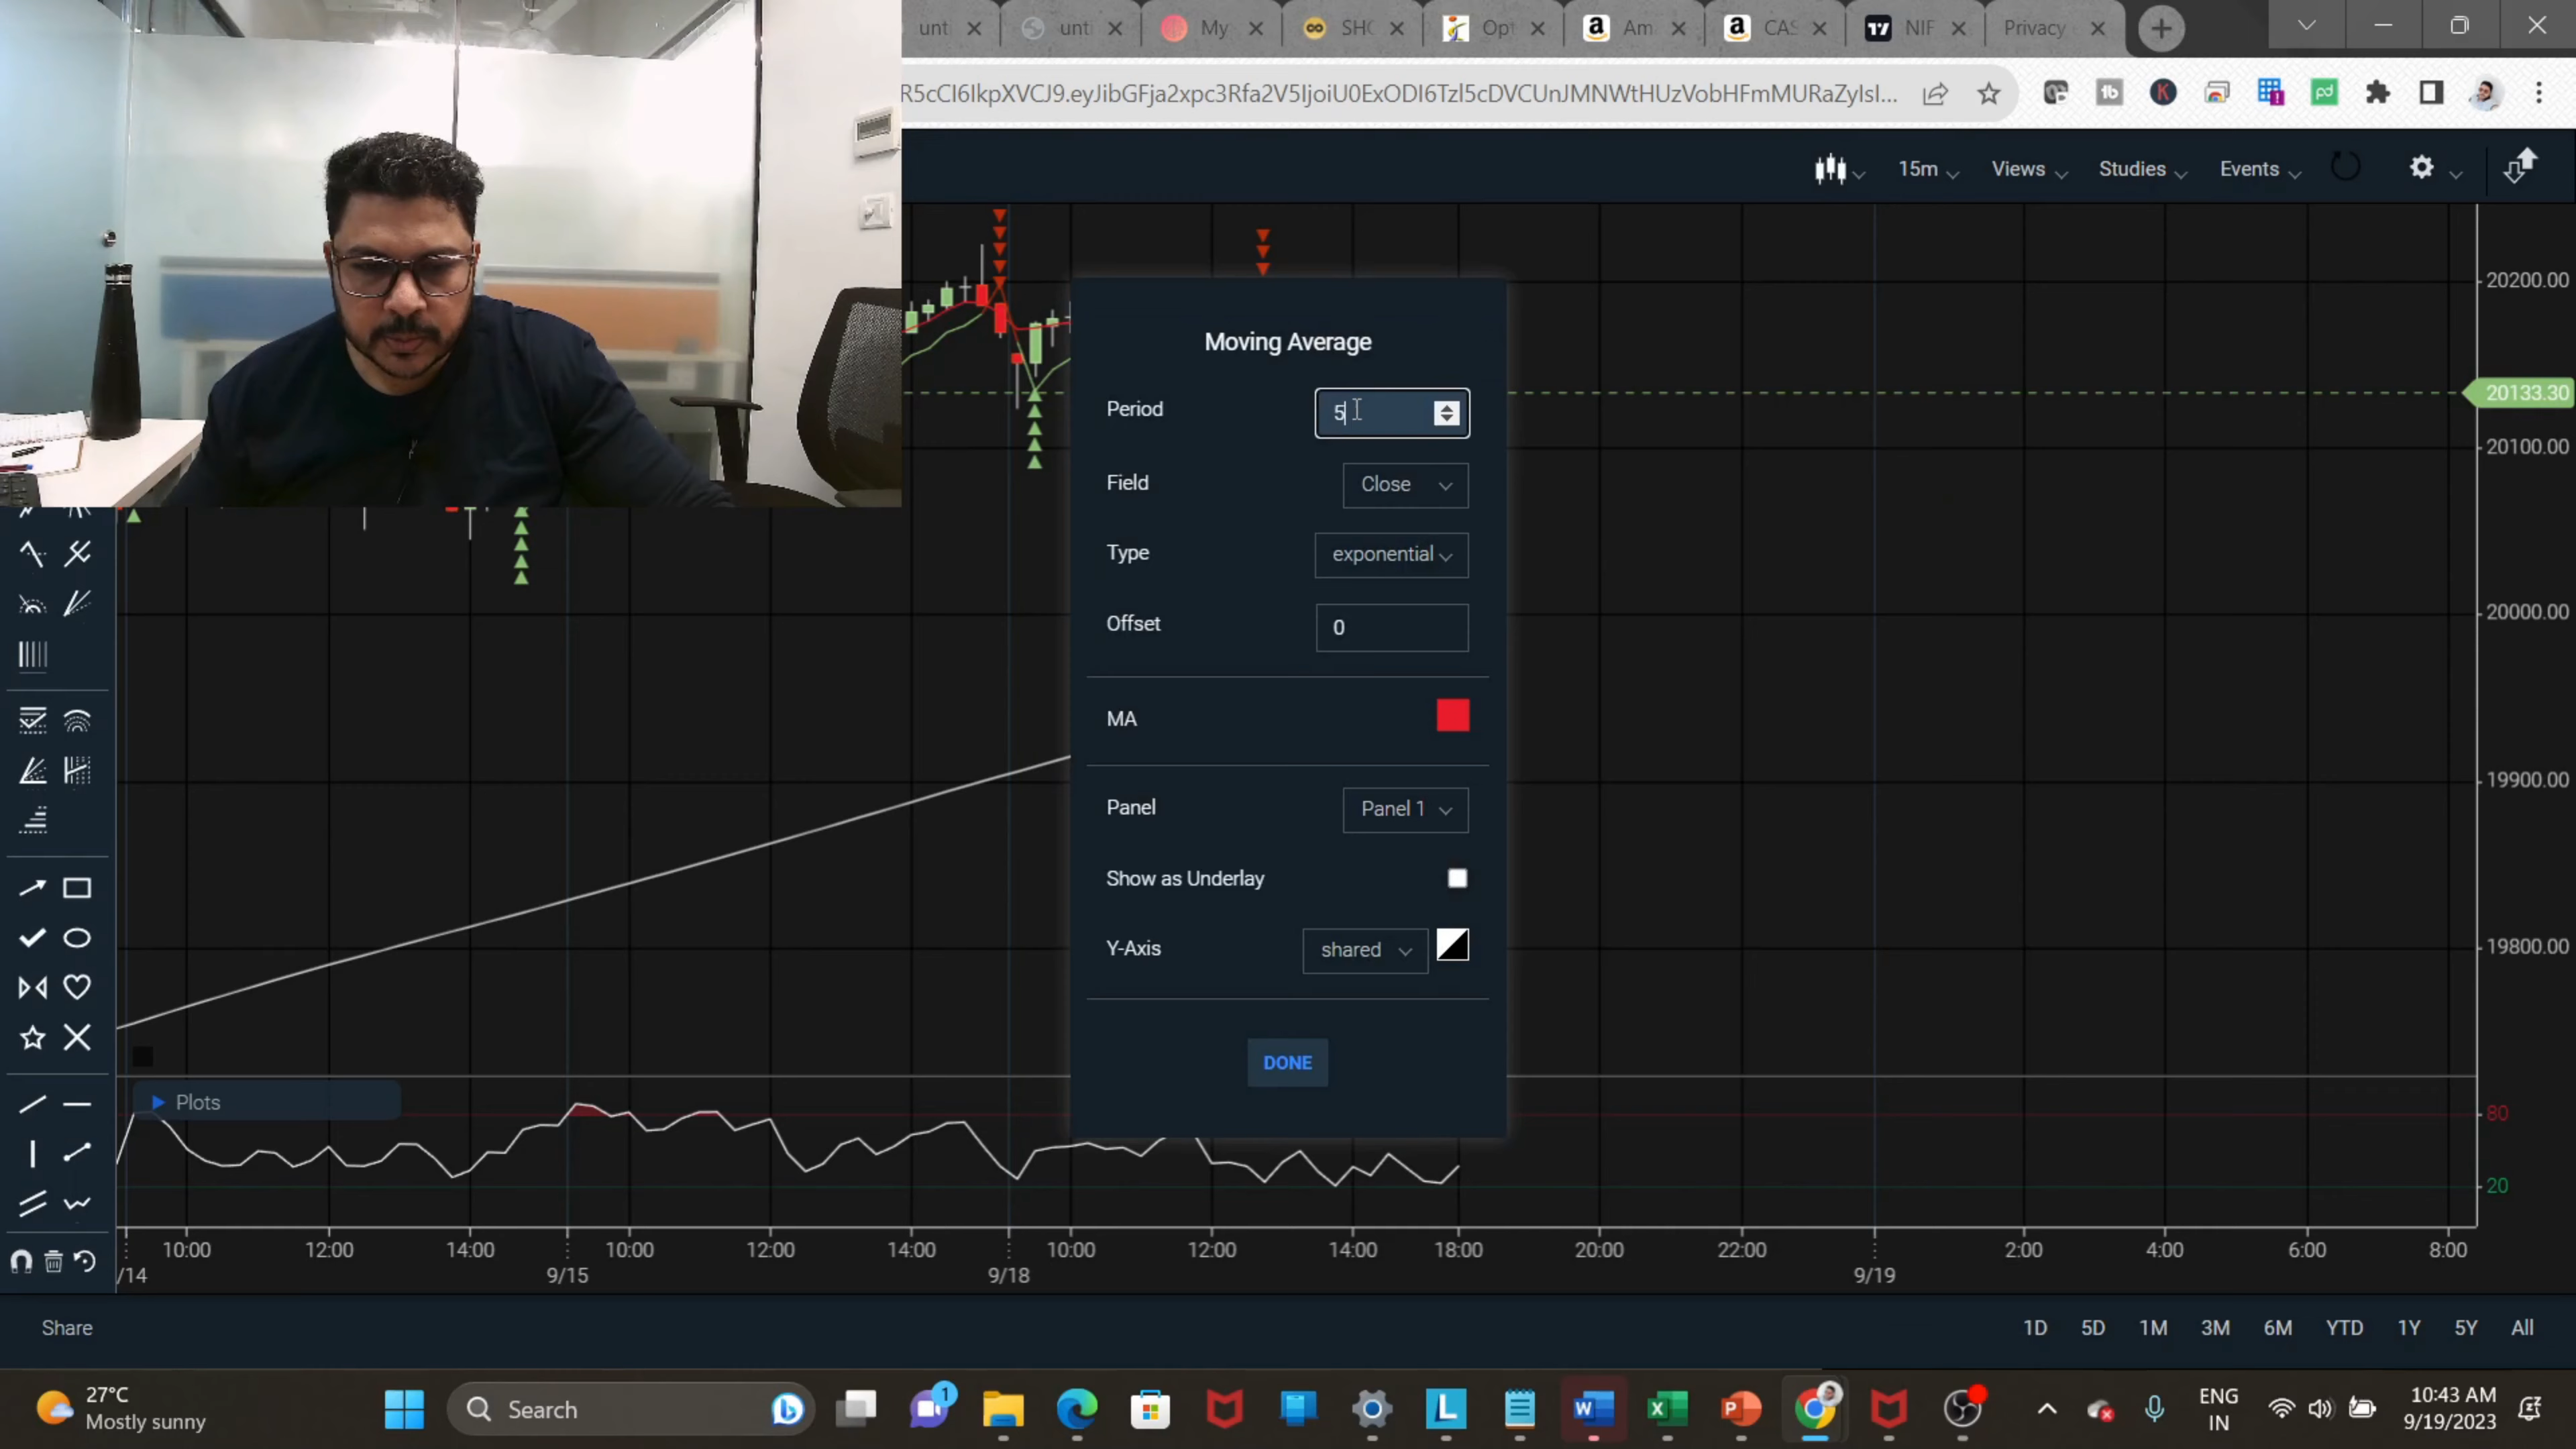 unt
unt
My
SHC
Opt
Am
CAS
NIF
Privacy
R5cCI6IkpXVCJ9.eyJibGFja2xpc3Rfa2V5IjoiU0ExODI6Tzl5cDVCUnJMNWtHUzVobHFmMURaZyIsI...
15m Views Studies Events
20200.00
20133.30
20100.00
20000.00
19900.00
19800.00
Moving Average
Period 5
Field Close
Type exponential
Offset 0
MA
Panel Panel 1
Show as Underlay
Y-Axis shared
DONE
Plots
80
20
10:00 12:00 14:00 10:00 12:00 14:00 10:00 12:00 14:00 18:00 20:00 22:00 2:00 4:00 6:00 8:00
/14 9/15 9/18 9/19
Share 1D 5D 1M 3M 6M YTD 1Y 5Y All
27°C
Mostly sunny
Search
1
ENG
IN
10:43 AM
9/19/2023